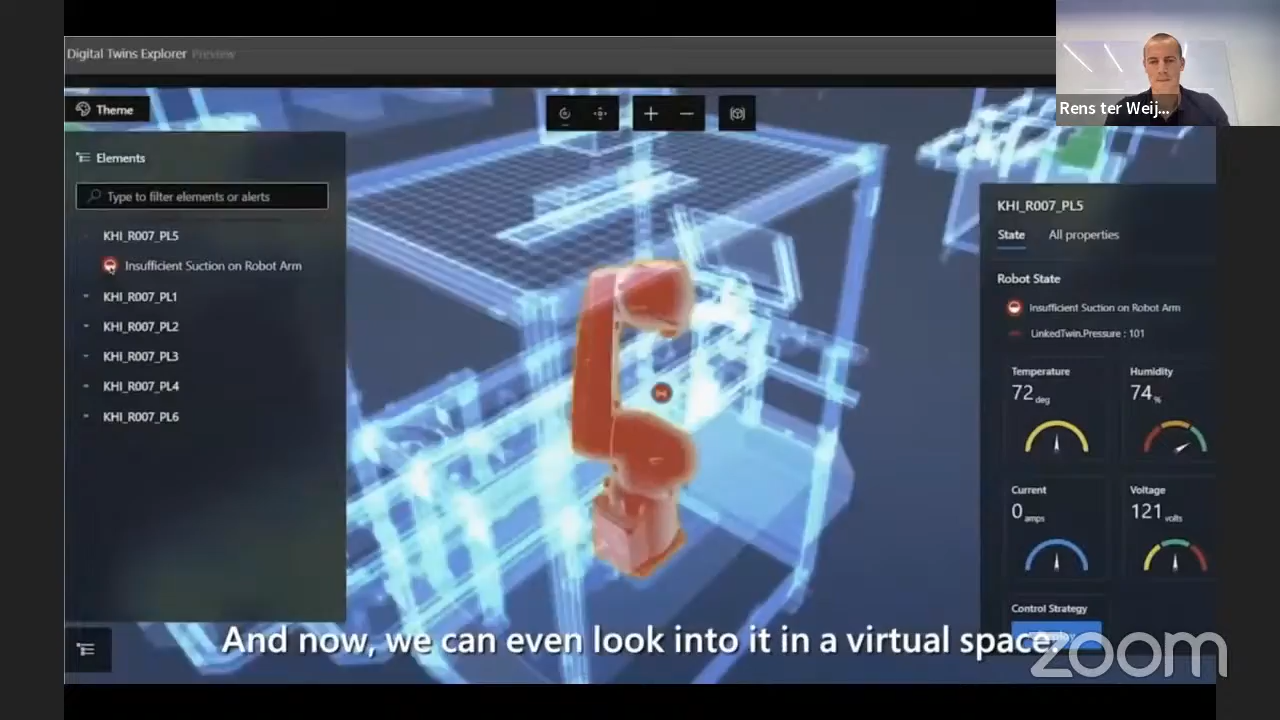 Digital Twins Explorer Preview
Rens ter Weij...
Theme
Elements
Type to filter elements or alerts
KHI_R007_PL5
Insufficient Suction on Robot Arm
KHI_R007_PL1
KHI_R007_PL2
KHI_R007_PL3
KHI_R007_PL4
KHI_R007_PL6
KHI_R007_PL5
State All properties
Robot State
Insufficient Suction on Robot Arm
LinkedTwin.Pressure : 101
Temperature
72 deg
Humidity
74 %
Current
0 amps
Voltage
121 volts
Control Strategy
And now, we can even look into it in a virtual space.
zoom